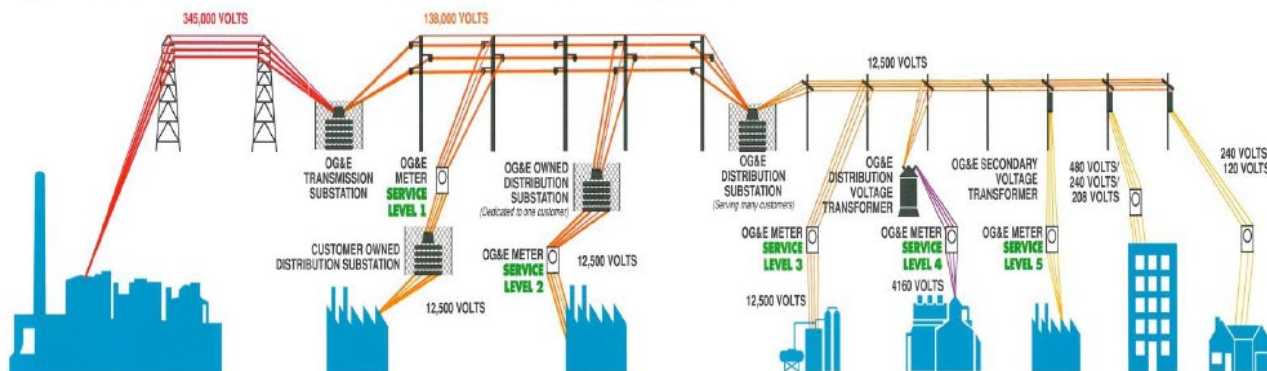 345,000 VOLTS
138,000 VOLTS
12,500 VOLTS
OG&E
TRANSMISSION
SUBSTATION
OG&E
METER
SERVICE
LEVEL 1
OG&E OWNED
DISTRIBUTION
SUBSTATION
(Dedicated to one customer)
OG&E
DISTRIBUTION
SUBSTATION
(Serving many customers)
OG&E
DISTRIBUTION
VOLTAGE
TRANSFORMER
OG&E SECONDARY
VOLTAGE
TRANSFORMER
480 VOLTS/
240 VOLTS/
208 VOLTS
240 VOLTS/
120 VOLTS
CUSTOMER OWNED
DISTRIBUTION SUBSTATION
12,500 VOLTS
OG&E METER
SERVICE
LEVEL 2
12,500 VOLTS
OG&E METER
SERVICE
LEVEL 3
12,500 VOLTS
OG&E METER
SERVICE
LEVEL 4
4160 VOLTS
OG&E METER
SERVICE
LEVEL 5